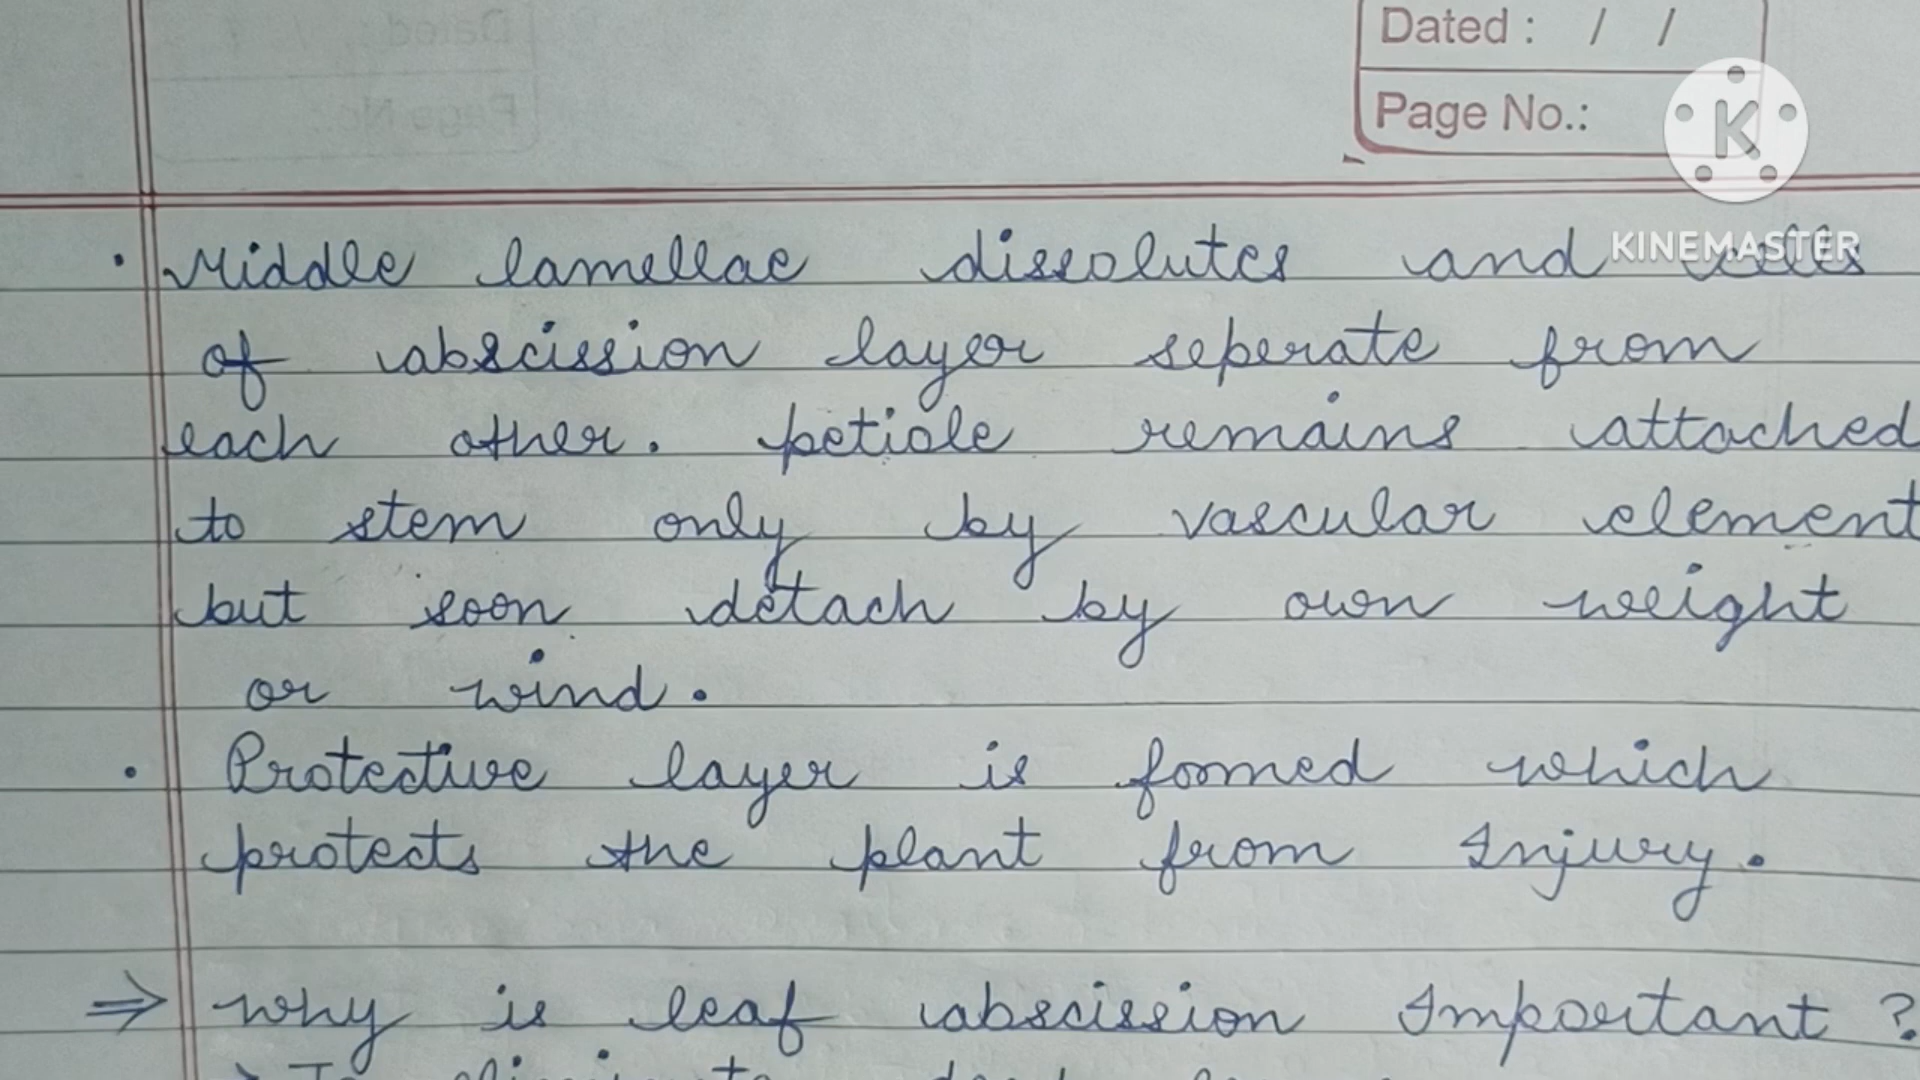 Dated : / /
Page No.:
K
KINEMASTER
. Middle lamellae dissolutes and cells
of abscission layer seperate from
each other. petiole remains attached
to stem only by vascular element
but soon detach by own weight
or wind.
. Protective layer is formed which
protects the plant from Injury.
⇒ why is leaf abscission Important ?